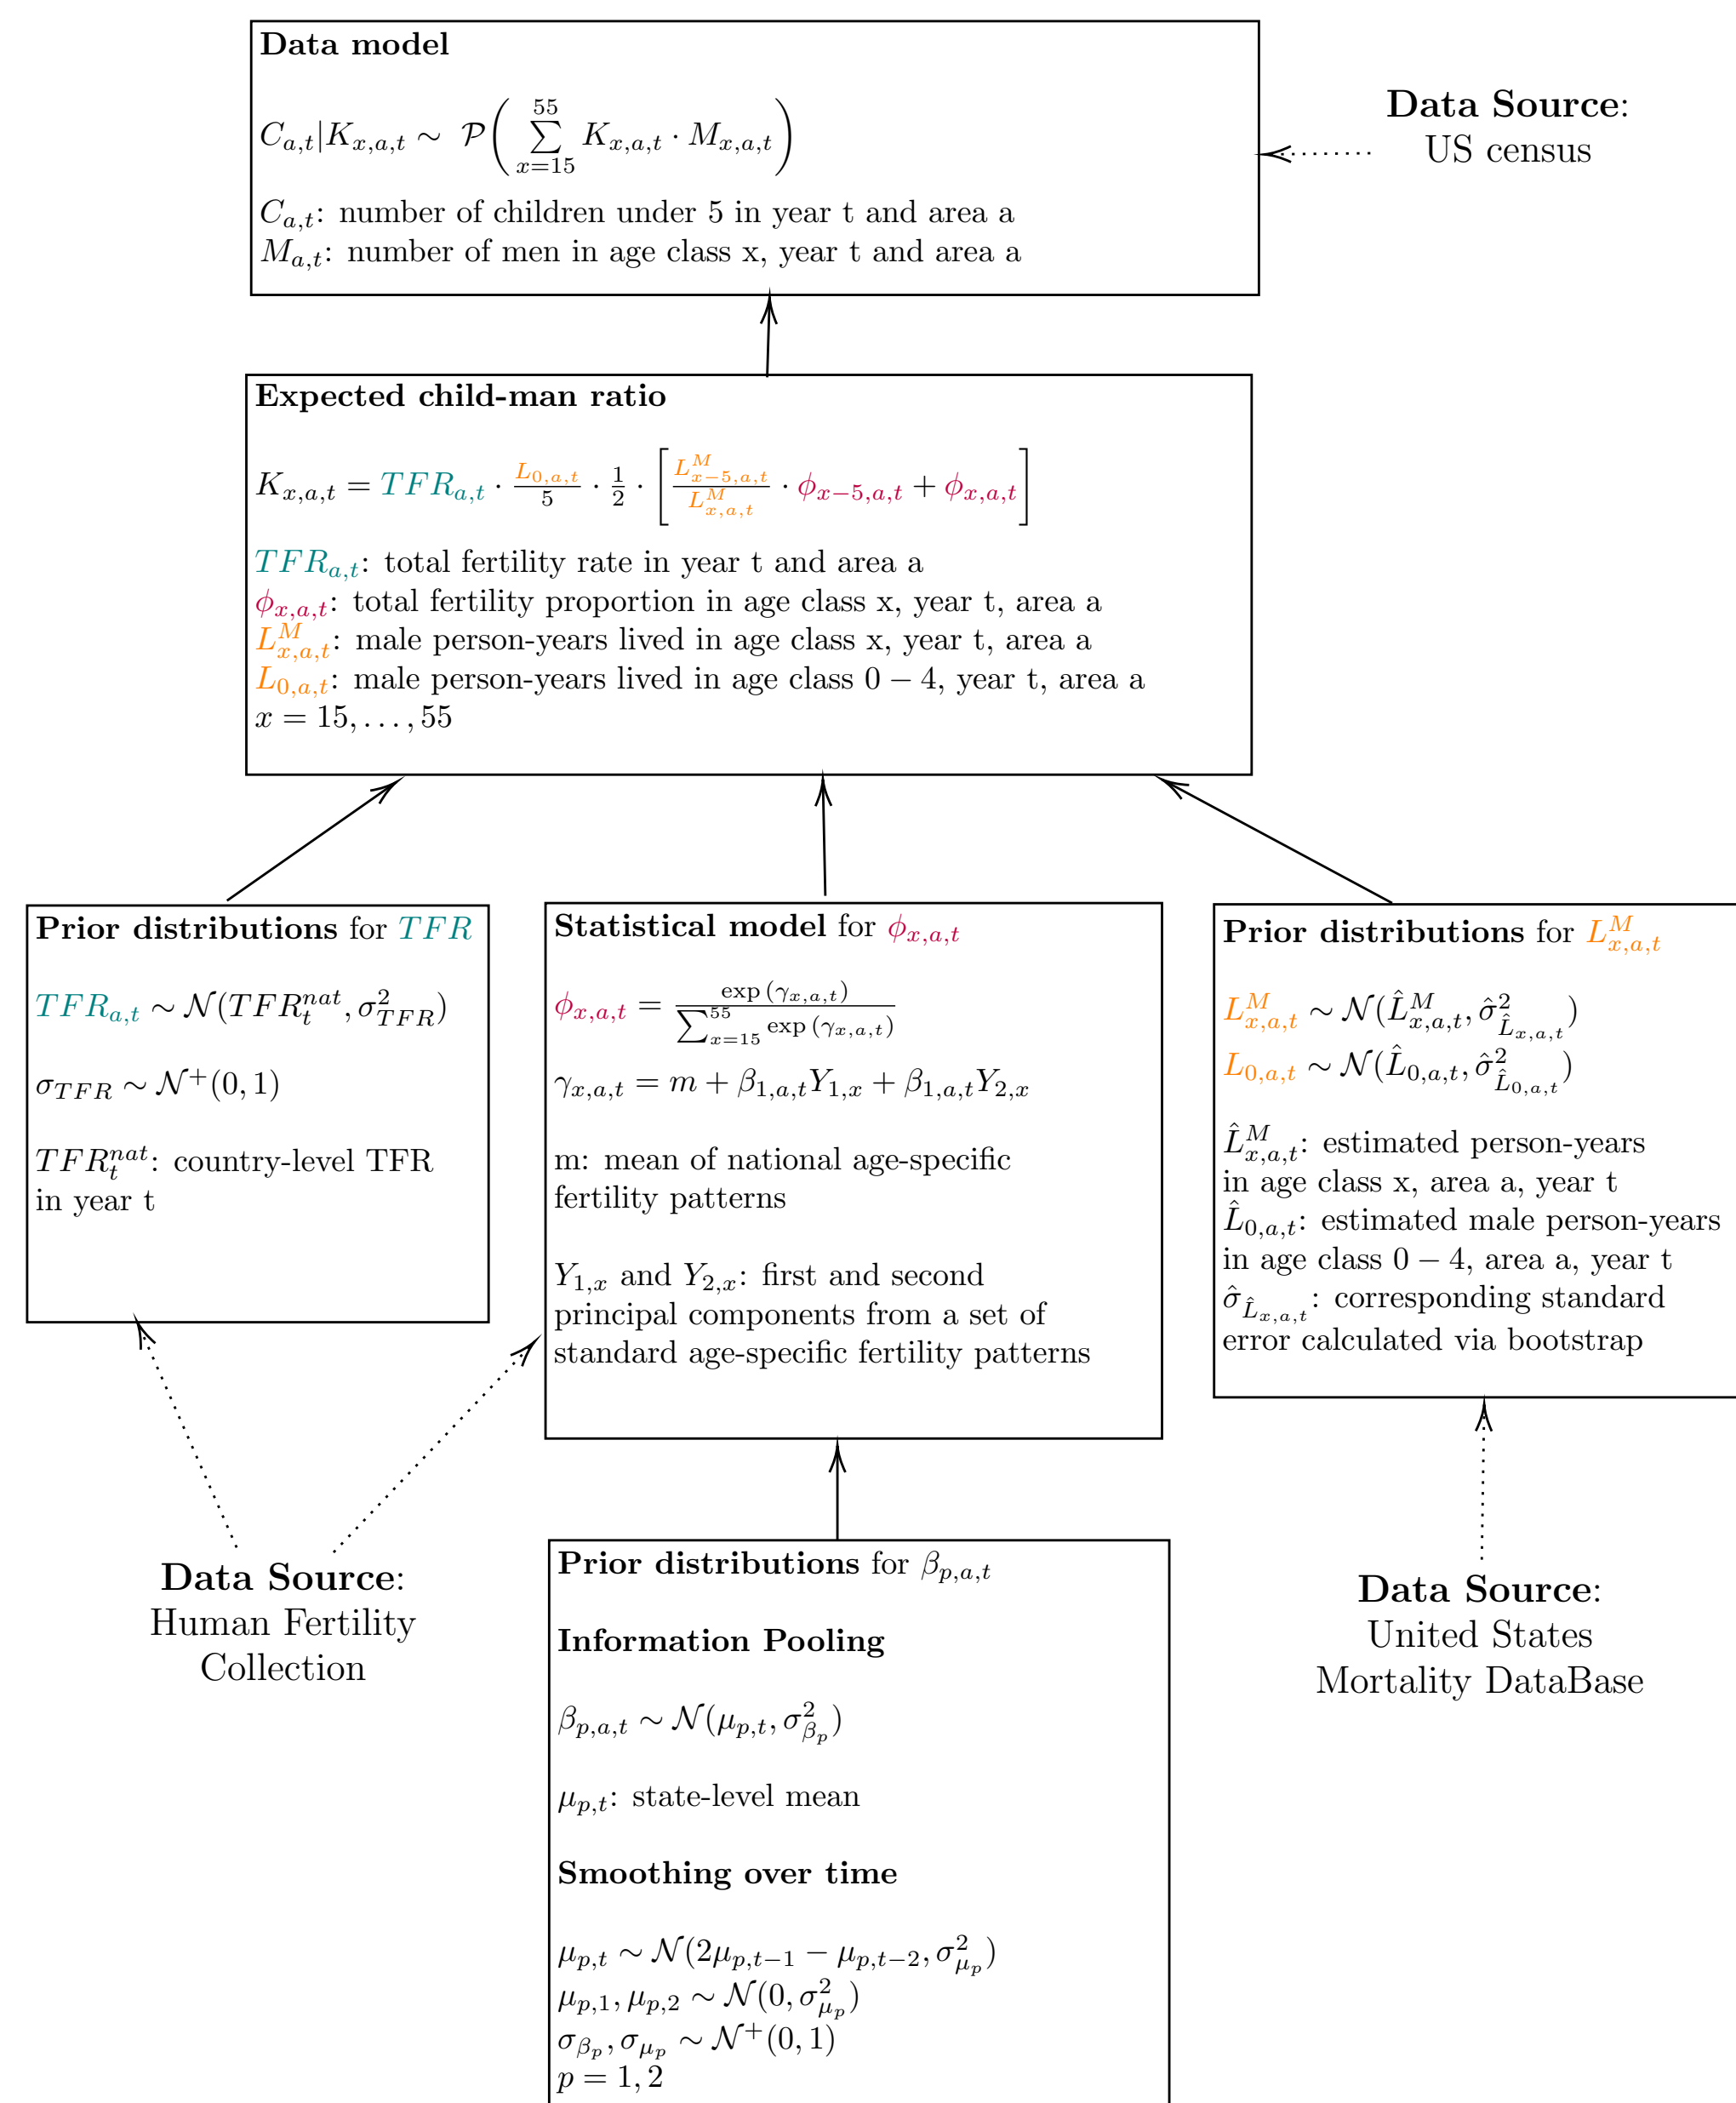 Data model
C_{a,t}|K_{x,a,t} ∼ 𝒫(∑_{x=15}^{55} K_{x,a,t} · M_{x,a,t})
C_{a,t}: number of children under 5 in year t and area a
M_{a,t}: number of men in age class x, year t and area a
Data Source:
US census
Expected child-man ratio
K_{x,a,t} = TFR_{a,t} · \frac{L_{0,a,t}}{5} · \frac{1}{2} · [\frac{L^M_{x−5,a,t}}{L^M_{x,a,t}} · ϕ_{x−5,a,t} + ϕ_{x,a,t}]
TFR_{a,t}: total fertility rate in year t and area a
ϕ_{x,a,t}: total fertility proportion in age class x, year t, area a
L^M_{x,a,t}: male person-years lived in age class x, year t, area a
L_{0,a,t}: male person-years lived in age class 0 − 4, year t, area a
x = 15, . . . , 55
Prior distributions for TFR
TFR_{a,t} ∼ 𝒩(TFR_t^{nat}, σ²_{TFR})
σ_{TFR} ∼ 𝒩⁺(0, 1)
TFR_t^{nat}: country-level TFR
in year t
Statistical model for ϕ_{x,a,t}
ϕ_{x,a,t} = \frac{exp (γ_{x,a,t})}{∑_{x=15}^{55} exp (γ_{x,a,t})}
γ_{x,a,t} = m + β_{1,a,t}Y_{1,x} + β_{1,a,t}Y_{2,x}
m: mean of national age-specific
fertility patterns
Y_{1,x} and Y_{2,x}: first and second
principal components from a set of
standard age-specific fertility patterns
Prior distributions for L^M_{x,a,t}
L^M_{x,a,t} ∼ 𝒩(L̂^M_{x,a,t}, σ̂²_{L̂_{x,a,t}})
L_{0,a,t} ∼ 𝒩(L̂_{0,a,t}, σ̂²_{L̂_{0,a,t}})
L̂^M_{x,a,t}: estimated person-years
in age class x, area a, year t
L̂_{0,a,t}: estimated male person-years
in age class 0 − 4, area a, year t
σ̂_{L̂_{x,a,t}}: corresponding standard
error calculated via bootstrap
Data Source:
Human Fertility
Collection
Prior distributions for β_{p,a,t}
Information Pooling
β_{p,a,t} ∼ 𝒩(μ_{p,t}, σ²_{β_p})
μ_{p,t}: state-level mean
Smoothing over time
μ_{p,t} ∼ 𝒩(2μ_{p,t−1} − μ_{p,t−2}, σ²_{μ_p})
μ_{p,1}, μ_{p,2} ∼ 𝒩(0, σ²_{μ_p})
σ_{β_p}, σ_{μ_p} ∼ 𝒩⁺(0, 1)
p = 1, 2
Data Source:
United States
Mortality DataBase